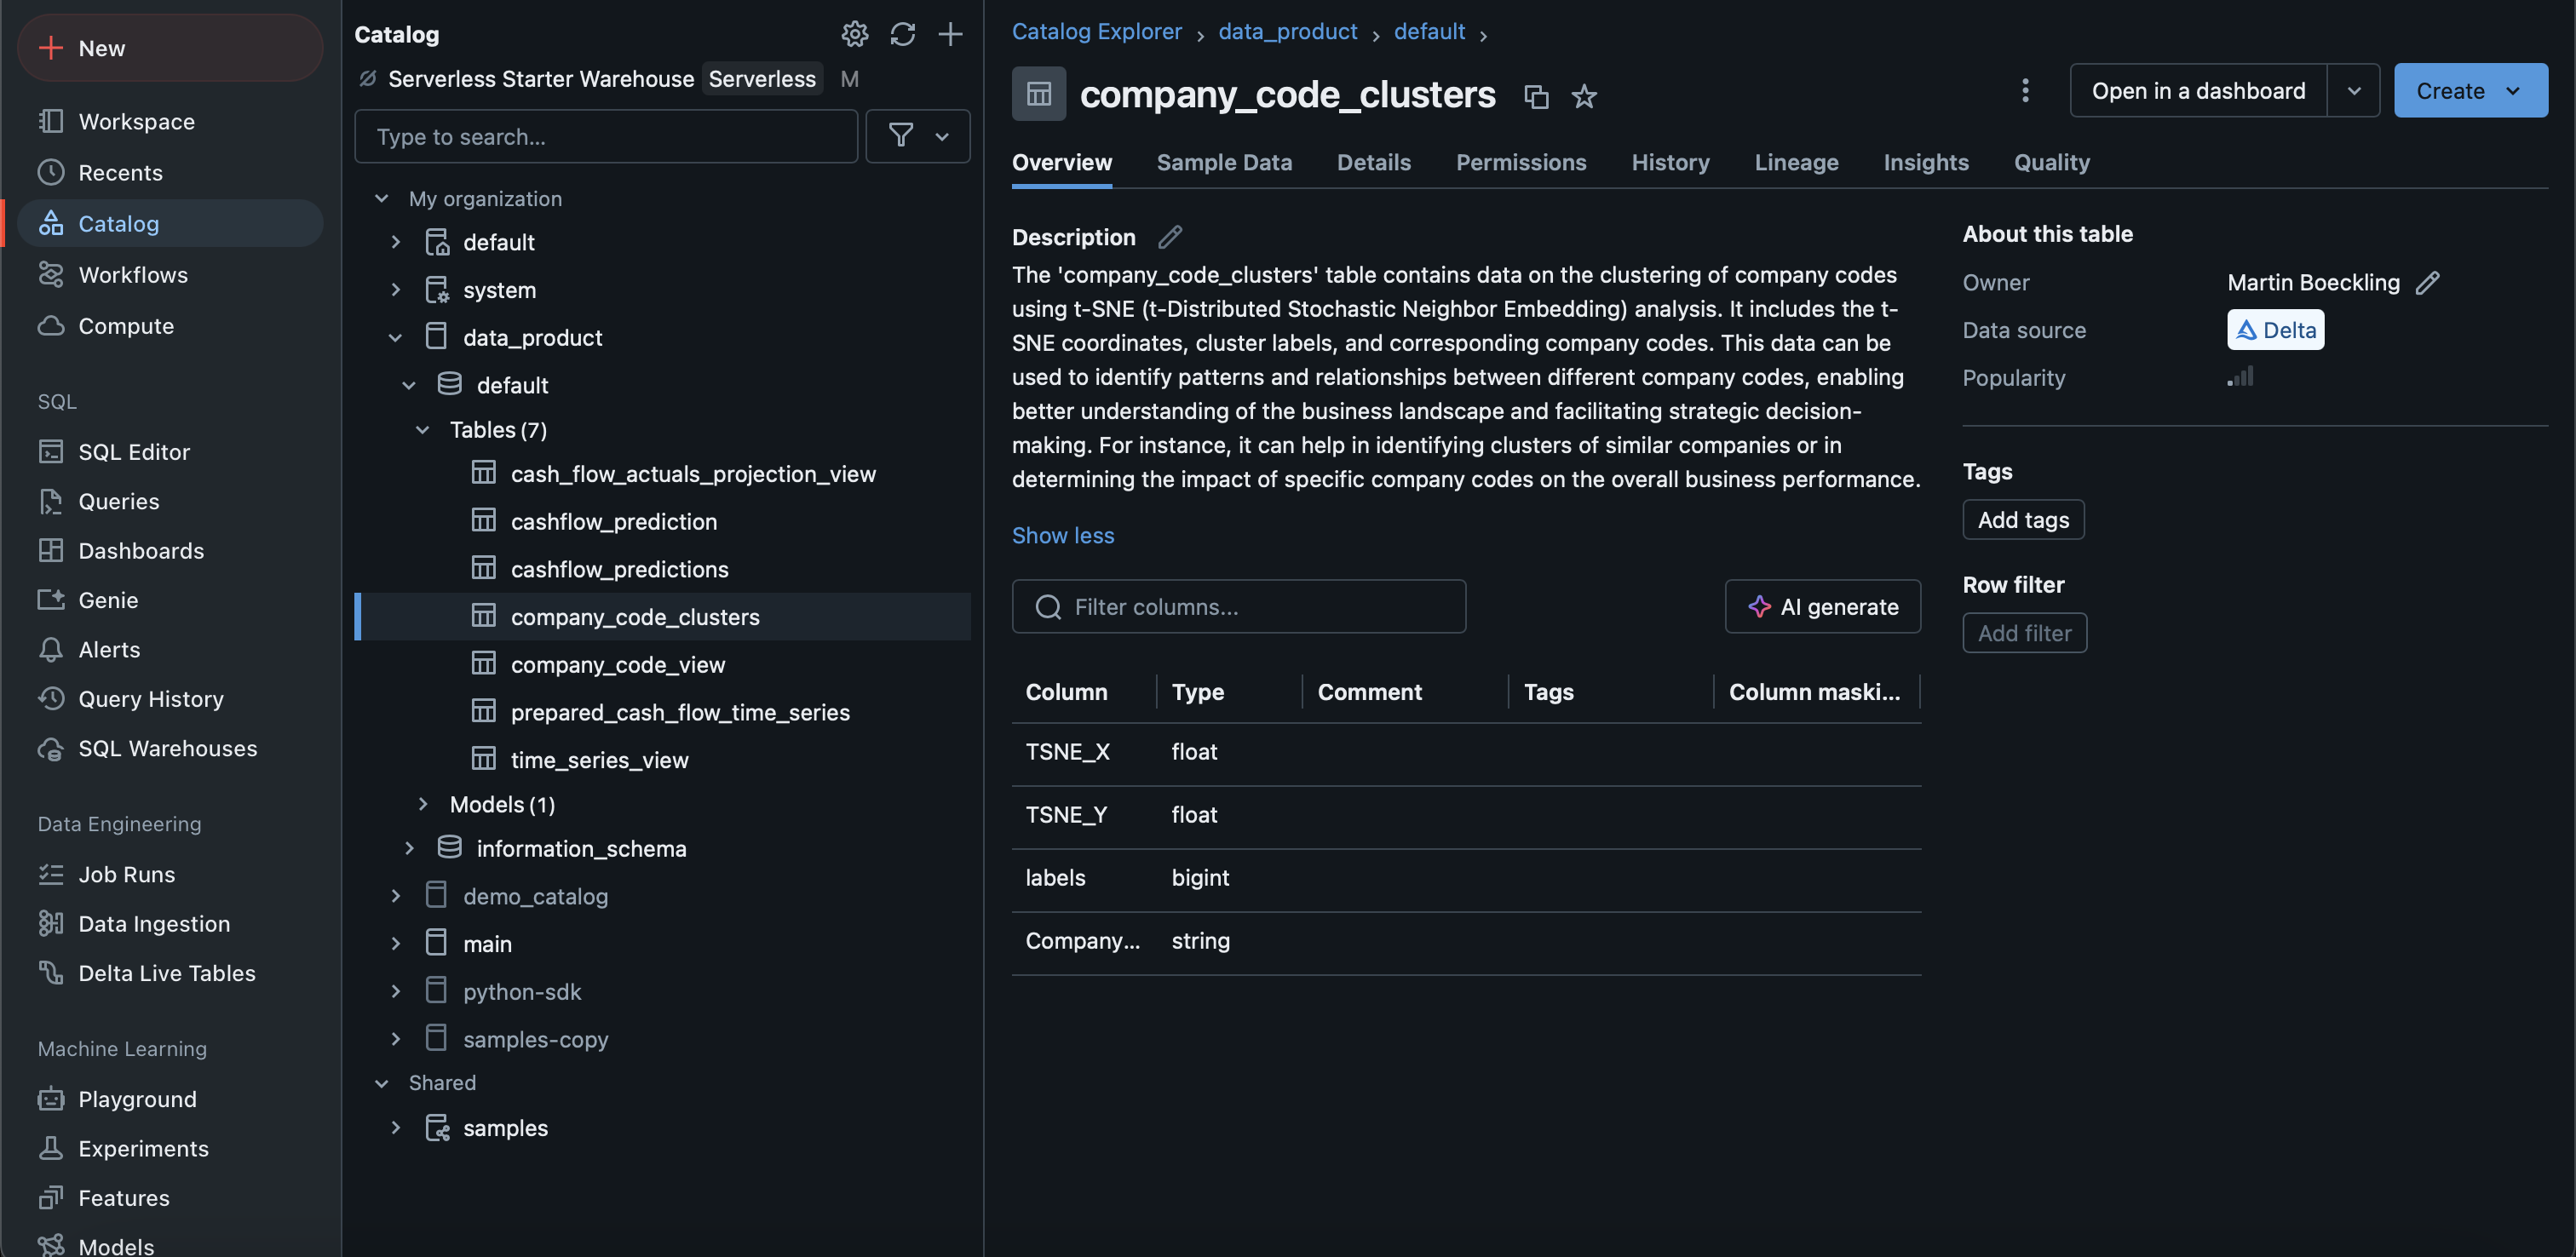 New
Workspace
Recents
Catalog
Workflows
Compute
SQL
SQL Editor
Queries
Dashboards
Genie
Alerts
Query History
SQL Warehouses
Data Engineering
Job Runs
Data Ingestion
Delta Live Tables
Machine Learning
Playground
Experiments
Features
Models
Catalog
Serverless Starter Warehouse Serverless M
Type to search...
My organization
default
system
data_product
default
Tables (7)
cash_flow_actuals_projection_view
cashflow_prediction
cashflow_predictions
company_code_clusters
company_code_view
prepared_cash_flow_time_series
time_series_view
Models (1)
information_schema
demo_catalog
main
python-sdk
samples-copy
Shared
samples
Catalog Explorer › data_product › default ›
company_code_clusters
Open in a dashboard
Create
Overview Sample Data Details Permissions History Lineage Insights Quality
Description
The 'company_code_clusters' table contains data on the clustering of company codes
using t-SNE (t-Distributed Stochastic Neighbor Embedding) analysis. It includes the t-
SNE coordinates, cluster labels, and corresponding company codes. This data can be
used to identify patterns and relationships between different company codes, enabling
better understanding of the business landscape and facilitating strategic decision-
making. For instance, it can help in identifying clusters of similar companies or in
determining the impact of specific company codes on the overall business performance.
Show less
Filter columns...
AI generate
Column Type Comment Tags Column maski...
TSNE_X float
TSNE_Y float
labels bigint
Company... string
About this table
Owner Martin Boeckling
Data source Delta
Popularity
Tags
Add tags
Row filter
Add filter